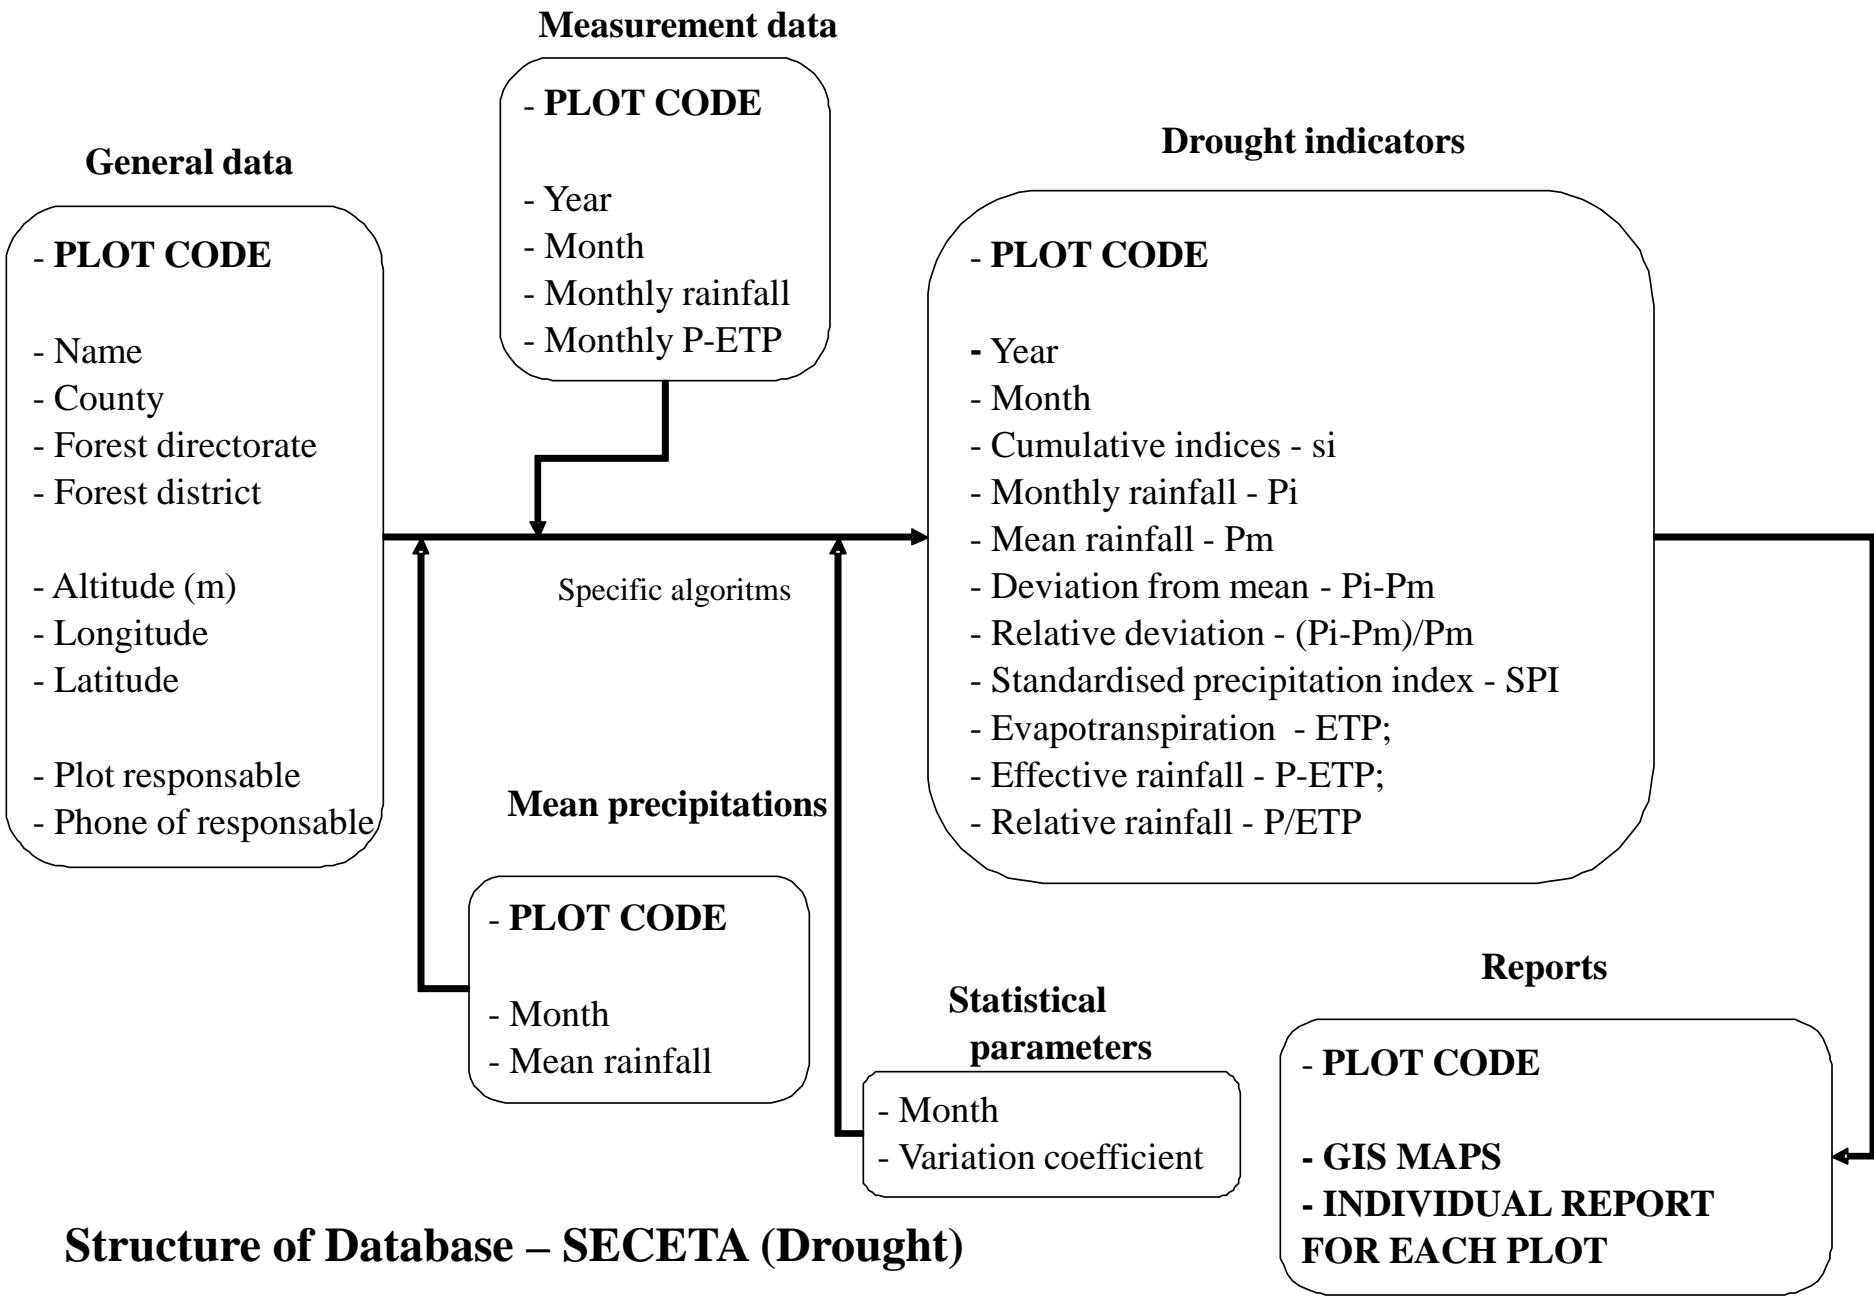 Measurement data
- PLOT CODE
- Year
- Month
- Monthly rainfall
- Monthly P-ETP
General data
- PLOT CODE
- Name
- County
- Forest directorate
- Forest district
- Altitude (m)
- Longitude
- Latitude
- Plot responsable
- Phone of responsable
Specific algoritms
Drought indicators
- PLOT CODE
- Year
- Month
- Cumulative indices - si
- Monthly rainfall - Pi
- Mean rainfall - Pm
- Deviation from mean - Pi-Pm
- Relative deviation - (Pi-Pm)/Pm
- Standardised precipitation index - SPI
- Evapotranspiration - ETP;
- Effective rainfall - P-ETP;
- Relative rainfall - P/ETP
Mean precipitations
- PLOT CODE
- Month
- Mean rainfall
Statistical
parameters
- Month
- Variation coefficient
Reports
- PLOT CODE
- GIS MAPS
- INDIVIDUAL REPORT
FOR EACH PLOT
Structure of Database – SECETA (Drought)